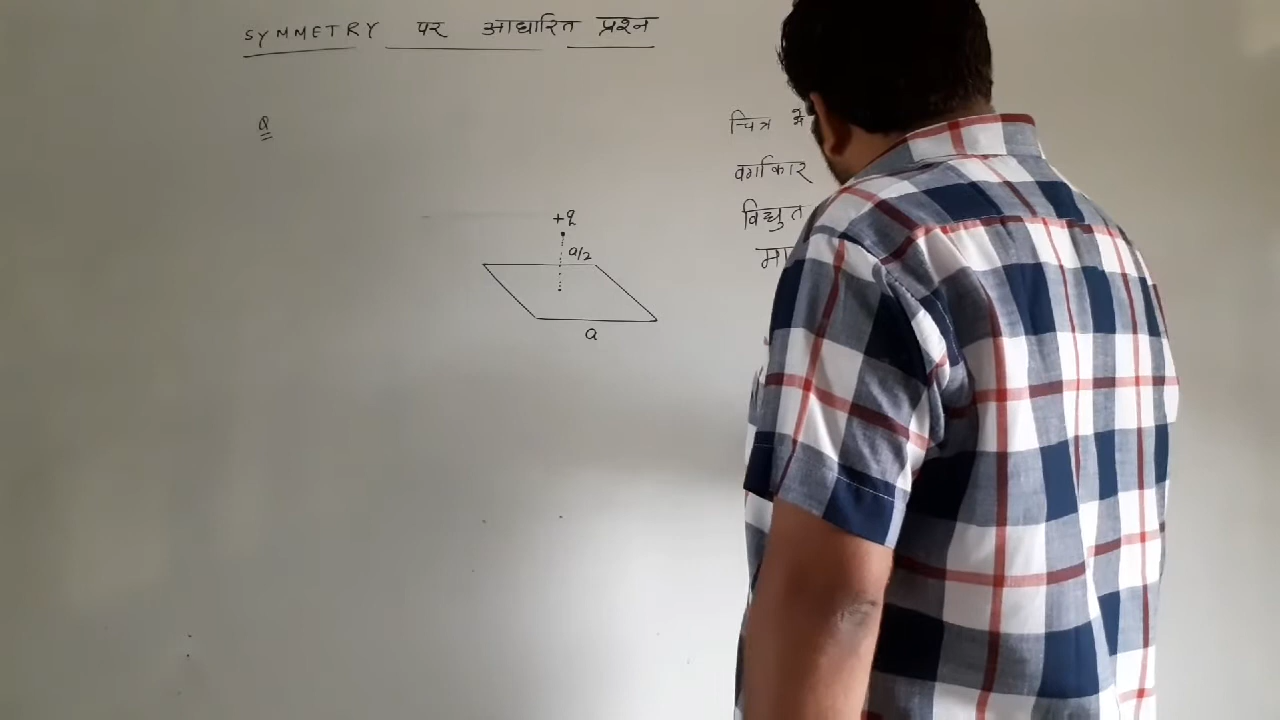 SYMMETRY पर आधारित प्रश्न
Q
चित्र में
वर्गाकार
विद्युत
+q
a/2
a